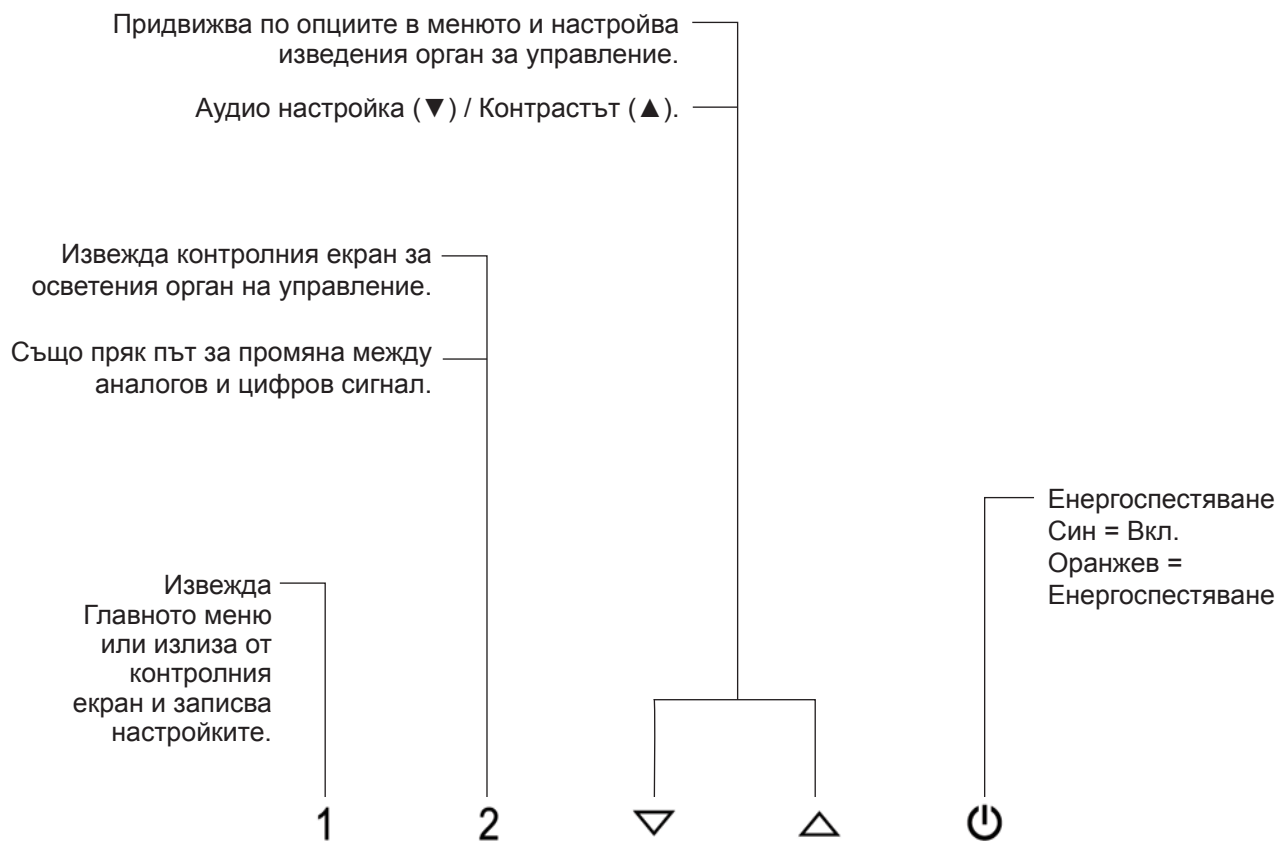 Придвижва по опциите в менюто и настройва
изведения орган за управление.
Аудио настройка (▼) / Контрастът (▲).
Извежда контролния екран за
осветения орган на управление.
Също пряк път за промяна между
аналогов и цифров сигнал.
Енергоспестяване
Син = Вкл.
Оранжев =
Енергоспестяване
Извежда
Главното меню
или излиза от
контролния
екран и записва
настройките.
1 2 ▽ △ ⏻